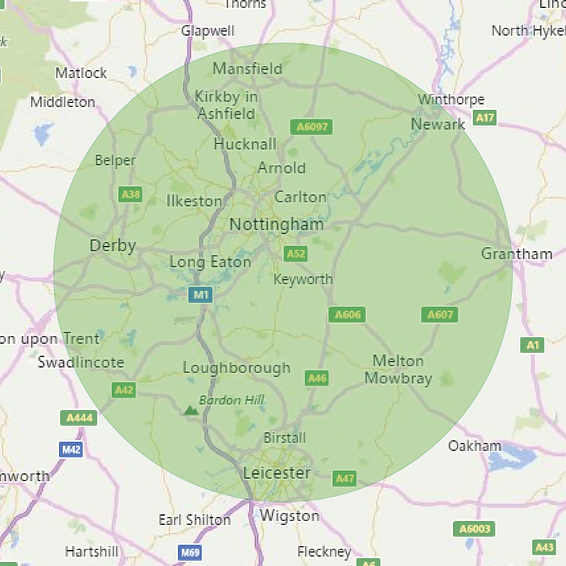 Thorns
Linc
Glapwell
North Hykel
Matlock
Mansfield
Middleton
Kirkby in
Ashfield
Winthorpe
A17
Newark
A6097
Hucknall
Belper
Arnold
A38
Ilkeston
Carlton
Nottingham
Derby
A52
Grantham
Long Eaton
Keyworth
M1
A606
A607
on upon Trent
A1
Swadlincote
Loughborough
Melton
Mowbray
A46
A42
Bardon Hill
A444
Birstall
M42
Oakham
mworth
Leicester
A47
Earl Shilton
Wigston
A6003
Hartshill
M69
Fleckney
A43
A6